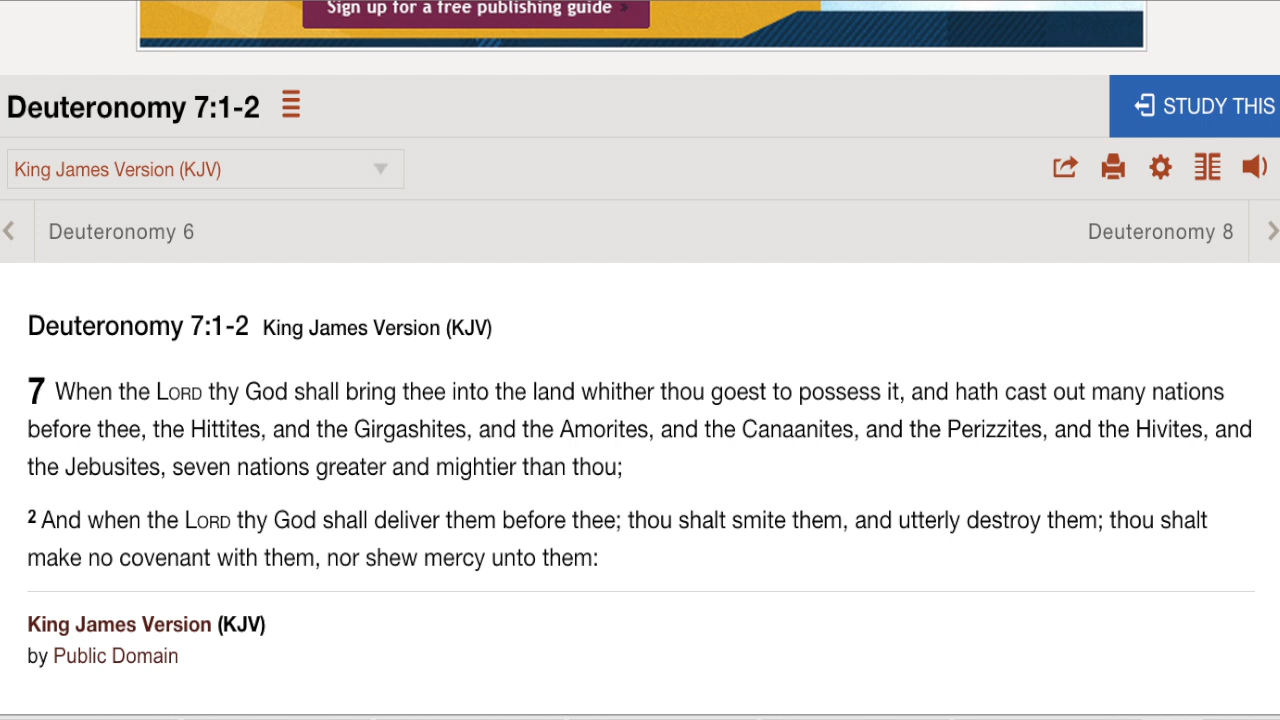 Sign up for a free publishing guide »
Deuteronomy 7:1-2
STUDY THIS
King James Version (KJV)
Deuteronomy 6
Deuteronomy 8
Deuteronomy 7:1-2 King James Version (KJV)
7 When the LORD thy God shall bring thee into the land whither thou goest to possess it, and hath cast out many nations
before thee, the Hittites, and the Girgashites, and the Amorites, and the Canaanites, and the Perizzites, and the Hivites, and
the Jebusites, seven nations greater and mightier than thou;
2 And when the LORD thy God shall deliver them before thee; thou shalt smite them, and utterly destroy them; thou shalt
make no covenant with them, nor shew mercy unto them:
King James Version (KJV)
by Public Domain